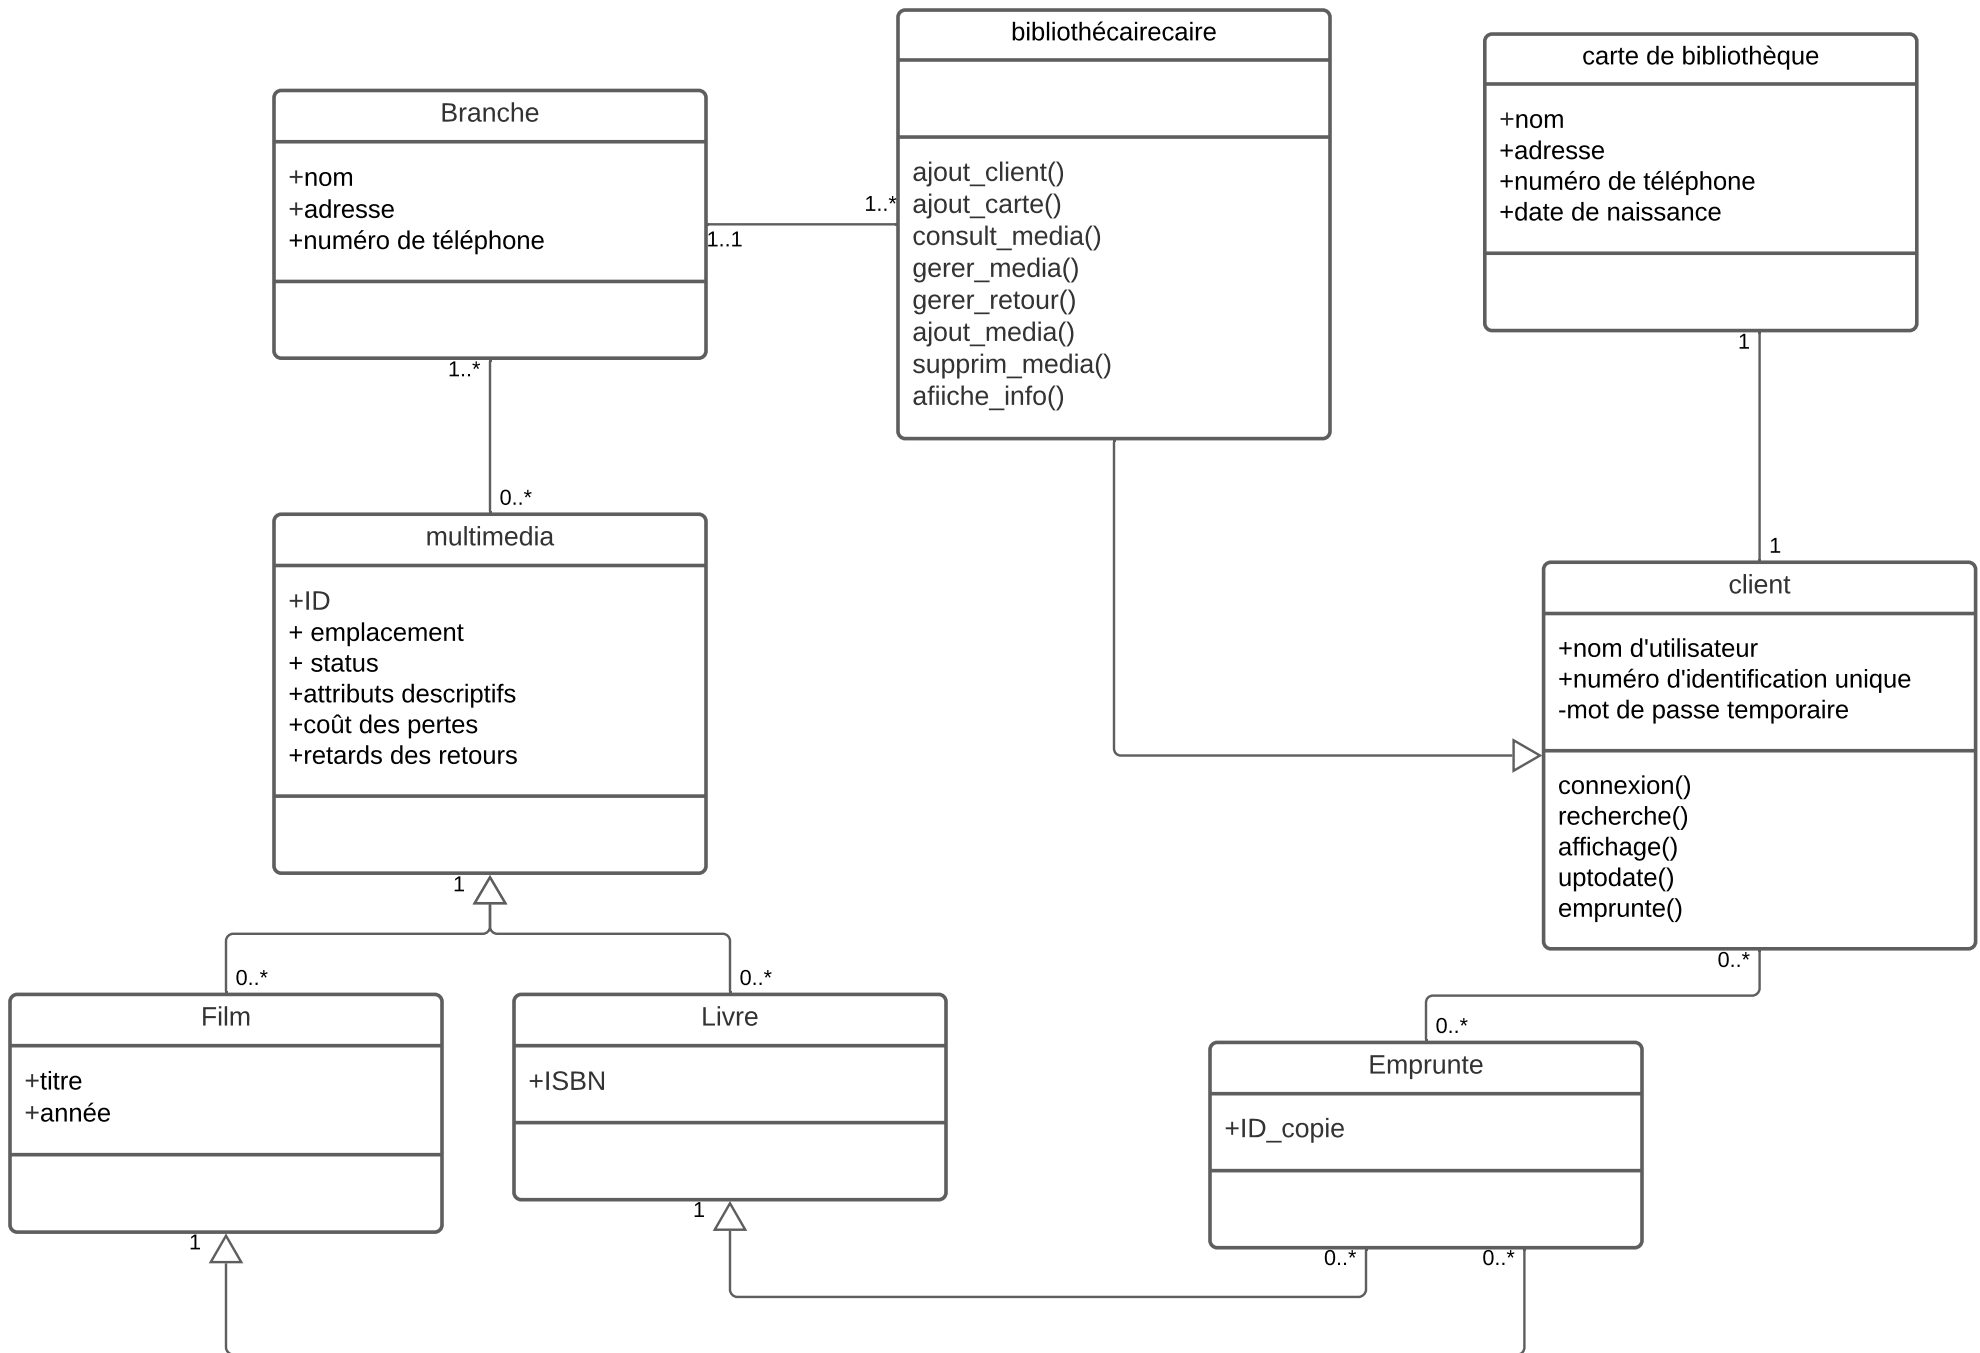 bibliothécairecaire
ajout_client()
ajout_carte()
consult_media()
gerer_media()
gerer_retour()
ajout_media()
supprim_media()
afiiche_info()
carte de bibliothèque
+nom
+adresse
+numéro de téléphone
+date de naissance
Branche
+nom
+adresse
+numéro de téléphone
1..*
1..1
1..*
0..*
1
1
multimedia
+ID
+ emplacement
+ status
+attributs descriptifs
+coût des pertes
+retards des retours
client
+nom d'utilisateur
+numéro d'identification unique
-mot de passe temporaire
connexion()
recherche()
affichage()
uptodate()
emprunte()
1
0..*
0..*
0..*
0..*
Film
+titre
+année
Livre
+ISBN
Emprunte
+ID_copie
1
1
0..*
0..*